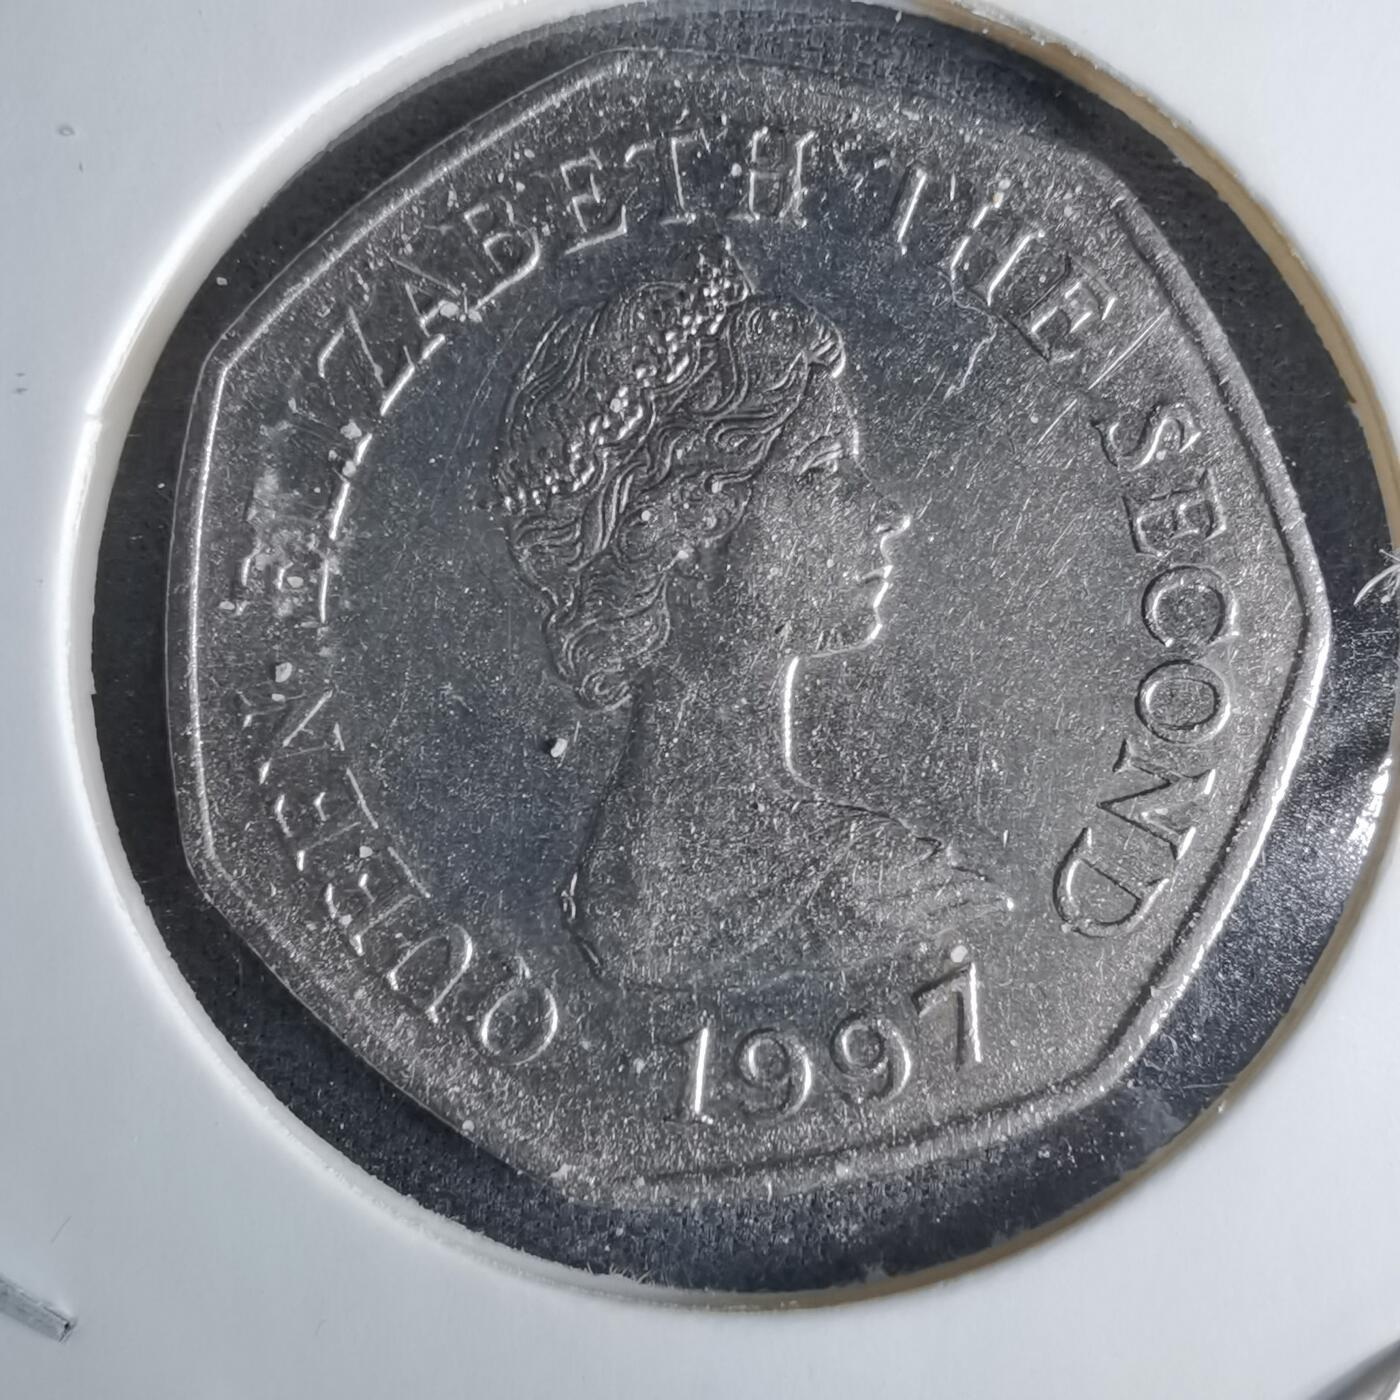 QUEEN ELIZABETH THE SECOND
1997